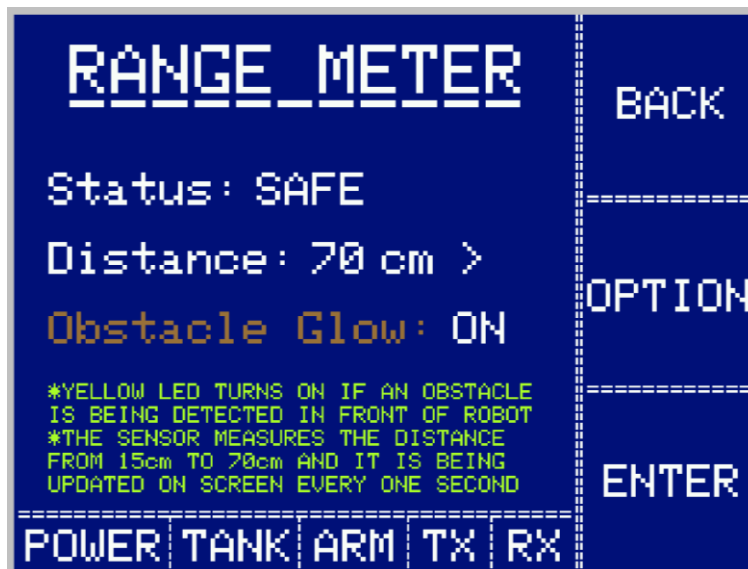 RANGE METER
Status: SAFE
Distance: 70 cm >
Obstacle Glow: ON
*YELLOW LED TURNS ON IF AN OBSTACLE
IS BEING DETECTED IN FRONT OF ROBOT
*THE SENSOR MEASURES THE DISTANCE
FROM 15cm TO 70cm AND IT IS BEING
UPDATED ON SCREEN EVERY ONE SECOND
POWER TANK ARM TX RX
BACK
OPTION
ENTER